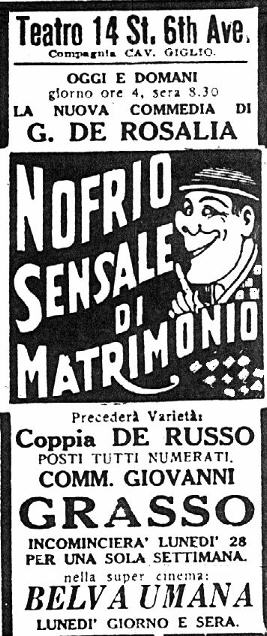 Teatro 14 St. 6th Ave.
Compagnia CAV. GIGLIO.
OGGI E DOMANI
giorno ore 4, sera 8.30
LA NUOVA COMMEDIA DI
G. DE ROSALIA
NOFRIO
SENSALE
DI
MATRIMONIO
Precederà Varietà:
Coppia DE RUSSO
POSTI TUTTI NUMERATI.
COMM. GIOVANNI
GRASSO
INCOMINCIERA' LUNEDI' 28
PER UNA SOLA SETTIMANA.
nella super cinema:
BELVA UMANA
LUNEDI' GIORNO E SERA.